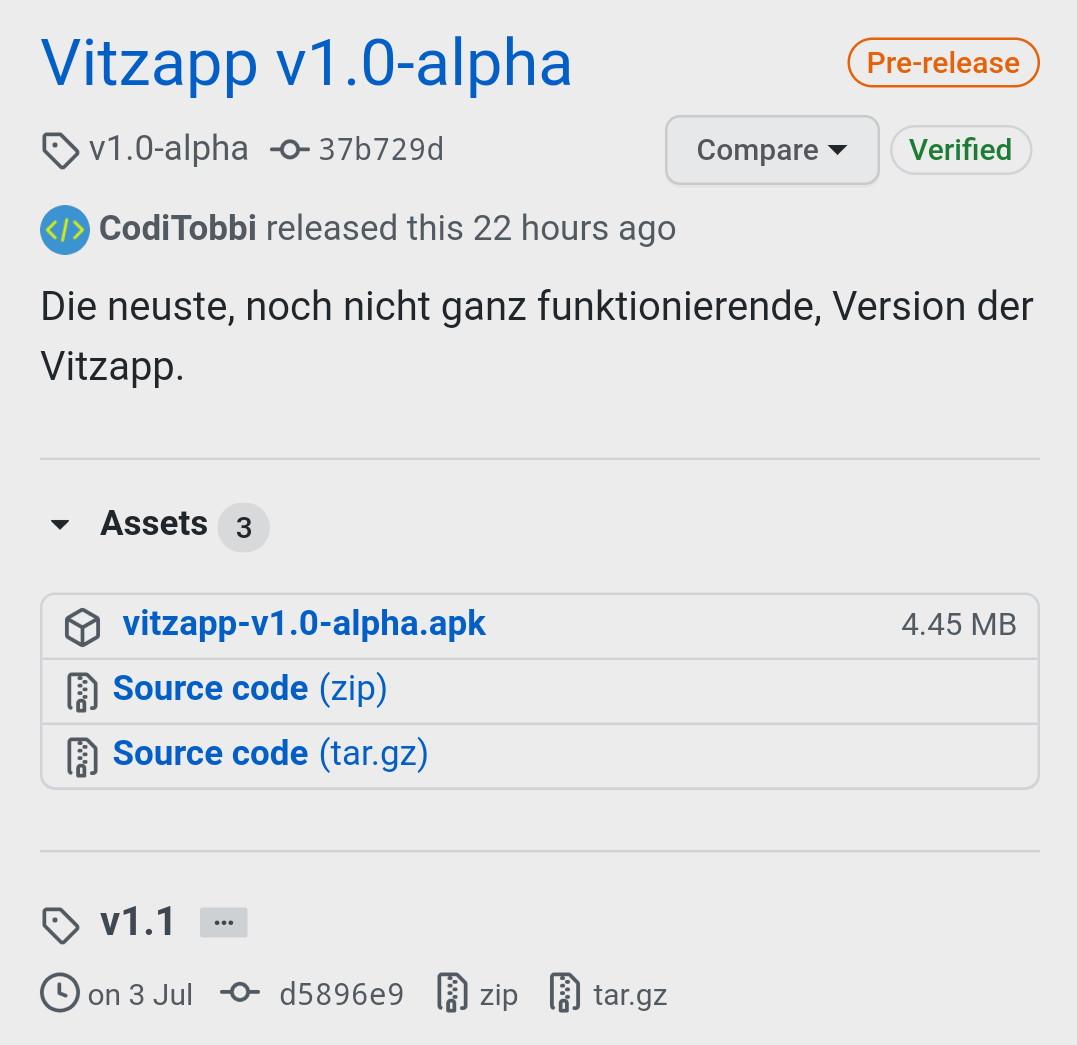 Vitzapp v1.0-alpha Pre-release
v1.0-alpha 37b729d Compare Verified
CodiTobbi released this 22 hours ago
Die neuste, noch nicht ganz funktionierende, Version der
Vitzapp.
Assets 3
vitzapp-v1.0-alpha.apk 4.45 MB
Source code (zip)
Source code (tar.gz)
v1.1 ...
on 3 Jul d5896e9 zip tar.gz